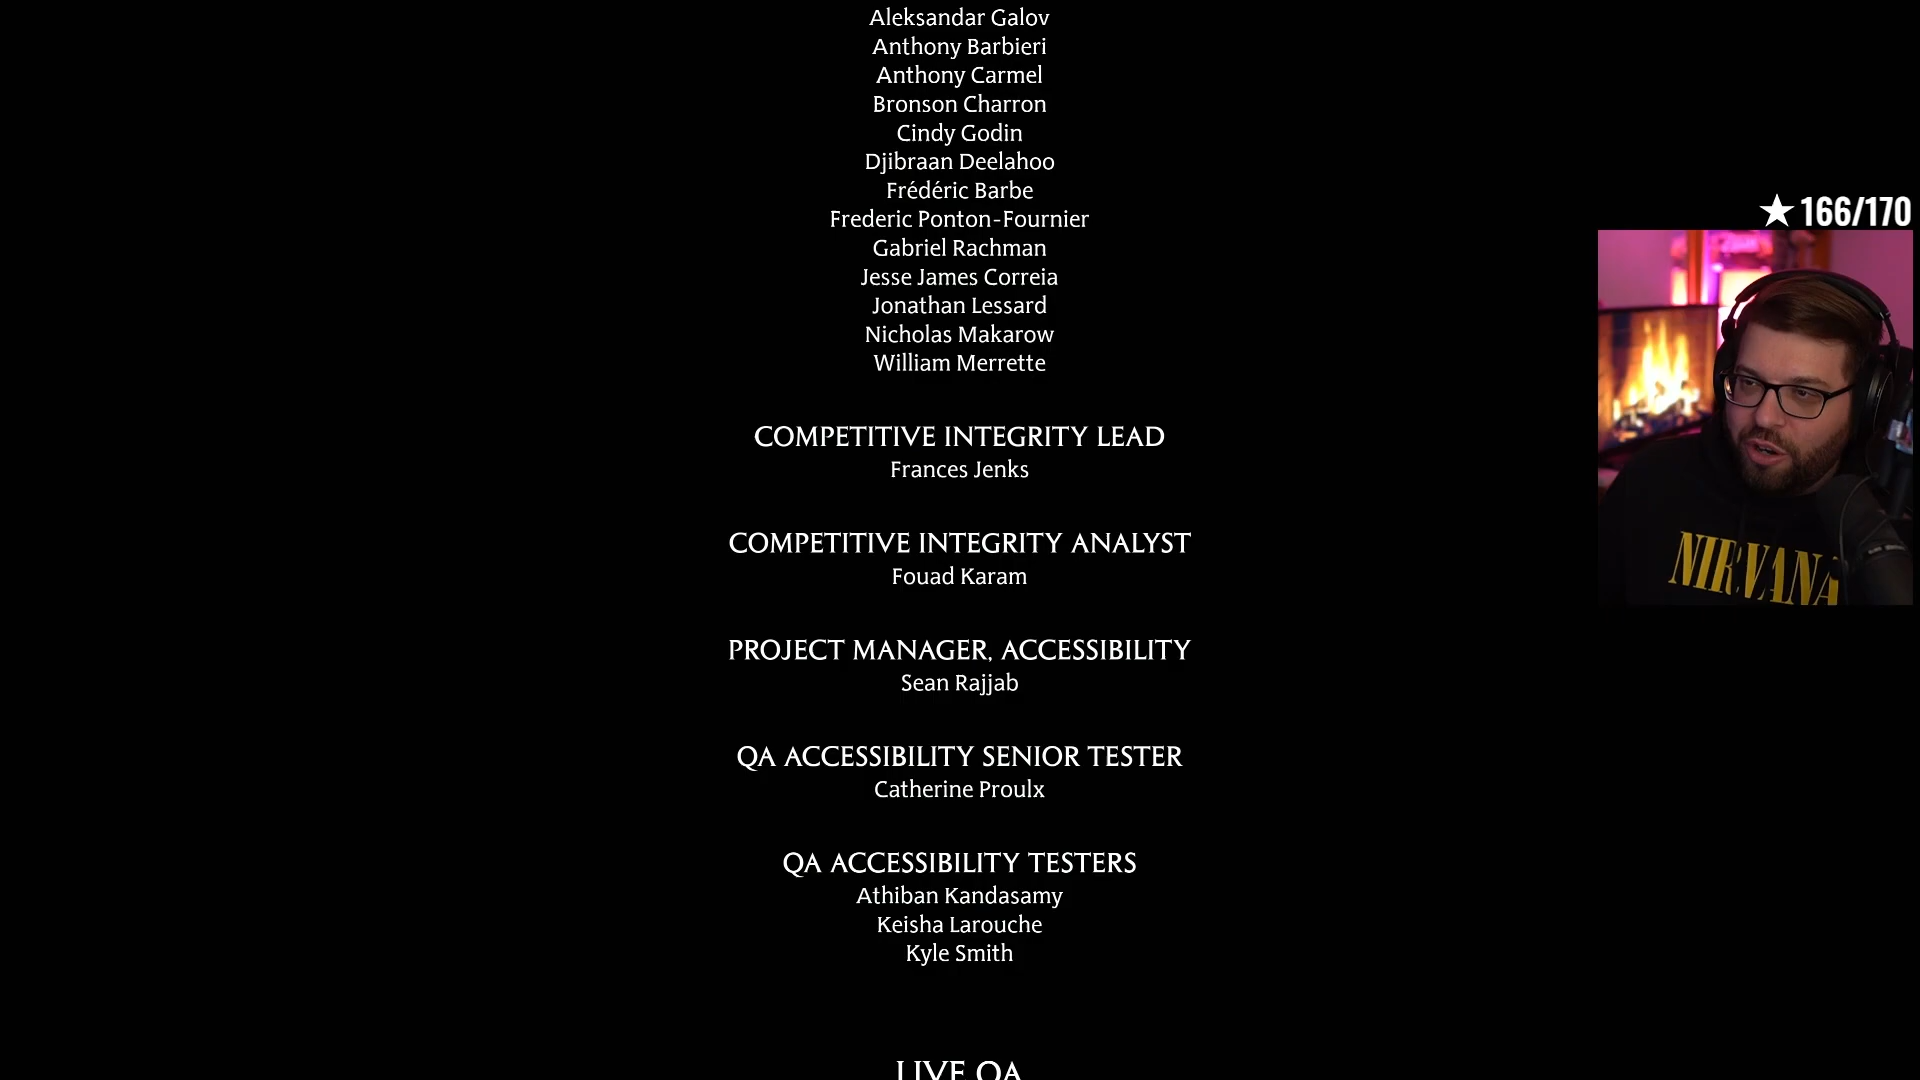 Aleksandar Galov
Anthony Barbieri
Anthony Carmel
Bronson Charron
Cindy Godin
Djibraan Deelahoo
Frédéric Barbe
Frederic Ponton-Fournier
Gabriel Rachman
Jesse James Correia
Jonathan Lessard
Nicholas Makarow
William Merrette
COMPETITIVE INTEGRITY LEAD
Frances Jenks
COMPETITIVE INTEGRITY ANALYST
Fouad Karam
PROJECT MANAGER, ACCESSIBILITY
Sean Rajjab
QA ACCESSIBILITY SENIOR TESTER
Catherine Proulx
QA ACCESSIBILITY TESTERS
Athiban Kandasamy
Keisha Larouche
Kyle Smith
LIVE QA
★ 166/170
NIRVANA